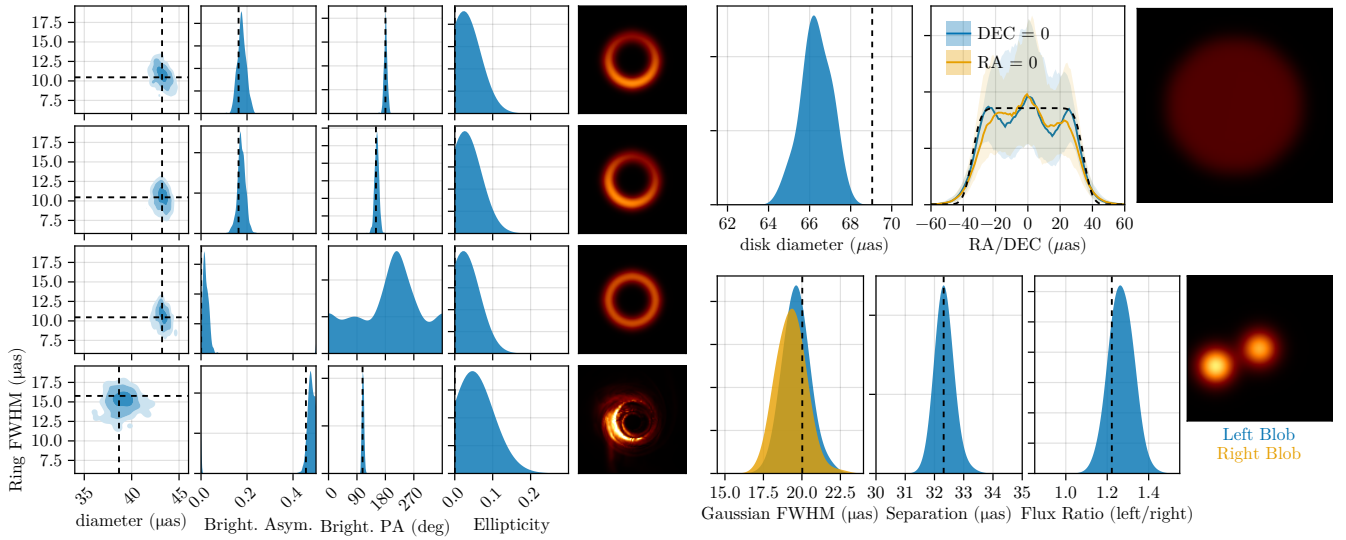 17.5
15.0
12.5
10.0
7.5
17.5
15.0
12.5
10.0
7.5
17.5
15.0
12.5
10.0
7.5
17.5
15.0
12.5
10.0
7.5
Ring FWHM (μas)
35 40 45
0.0 0.2 0.4
0 90 180 270
0.0 0.1 0.2
diameter (μas) Bright. Asym. Bright. PA (deg) Ellipticity
DEC = 0
RA = 0
62 64 66 68 70
−60 −40 −20 0 20 40 60
disk diameter (μas) RA/DEC (μas)
Left Blob
Right Blob
15.0 17.5 20.0 22.5
30 31 32 33 34 35
1.0 1.2 1.4
Gaussian FWHM (μas) Separation (μas) Flux Ratio (left/right)